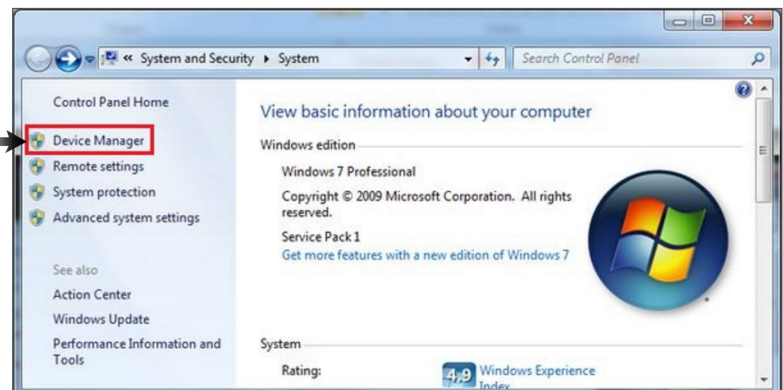 « System and Security ▸ System
Search Control Panel
Control Panel Home
Device Manager
Remote settings
System protection
Advanced system settings
See also
Action Center
Windows Update
Performance Information and
Tools
View basic information about your computer
Windows edition
Windows 7 Professional
Copyright © 2009 Microsoft Corporation. All rights
reserved.
Service Pack 1
Get more features with a new edition of Windows 7
System
Rating:
4,9 Windows Experience
Index